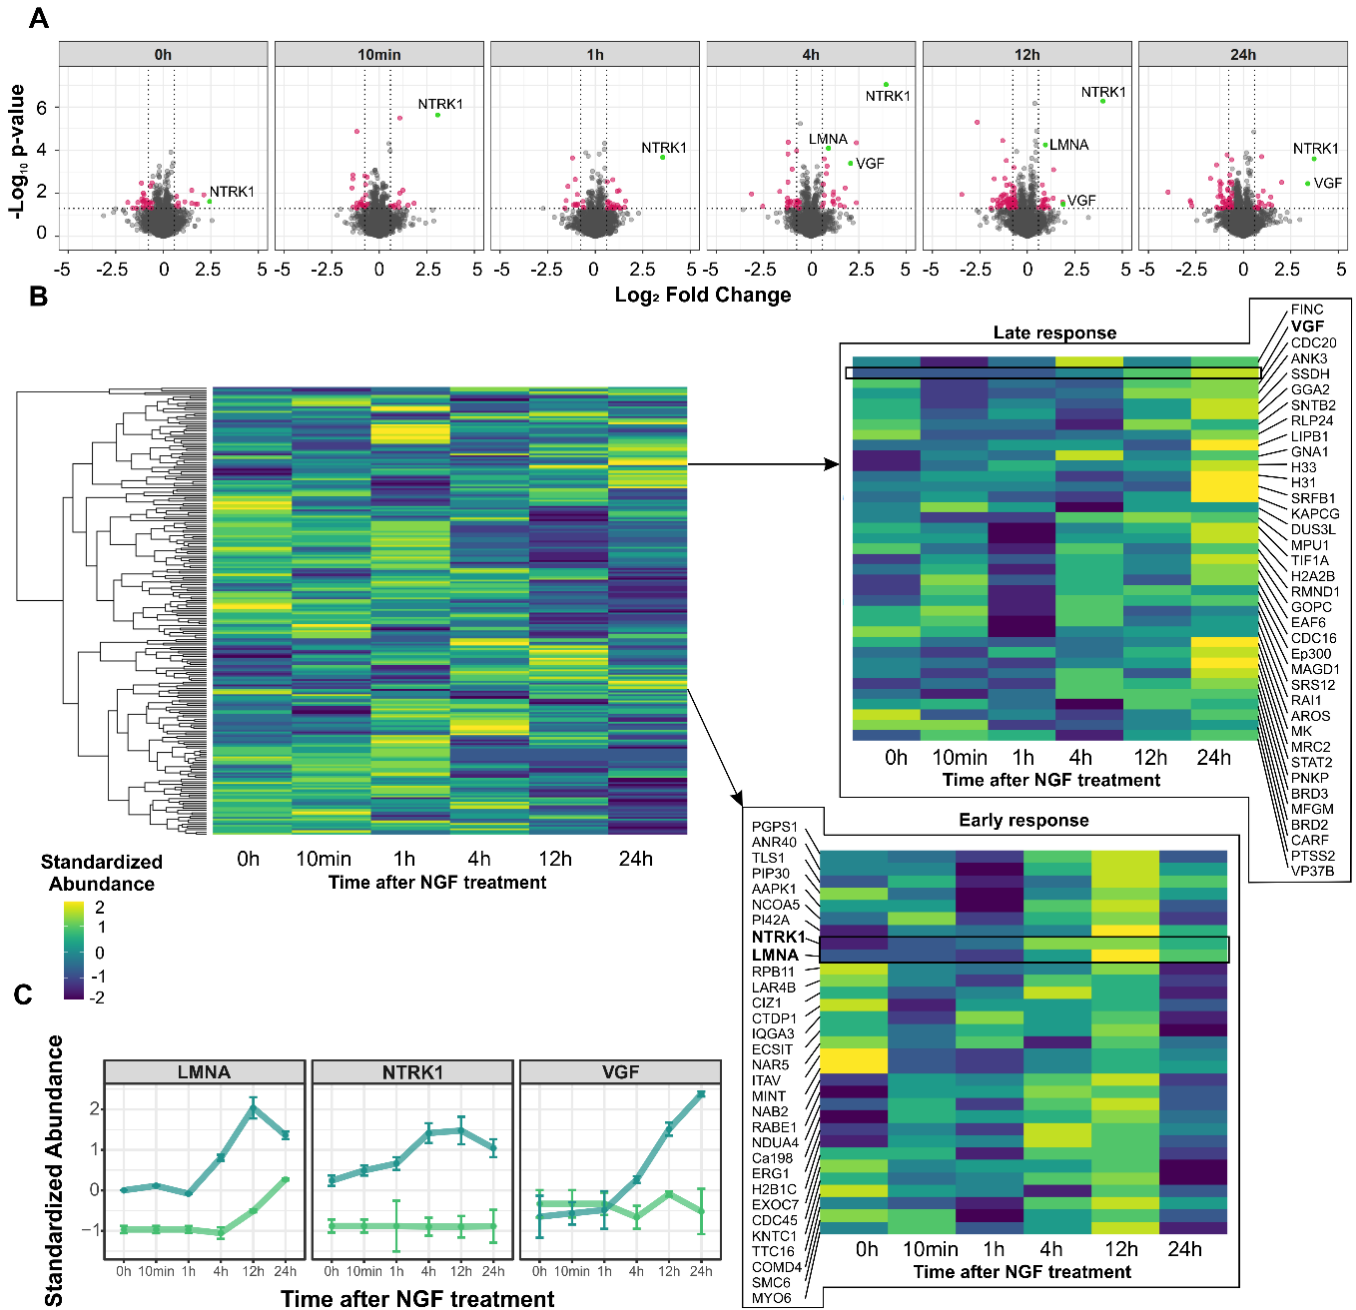 A
0h
10min
1h
4h
12h
24h
-Log₁₀ p-value
6
4
2
0
NTRK1
NTRK1
NTRK1
NTRK1
LMNA
VGF
NTRK1
LMNA
VGF
NTRK1
VGF
-5 -2.5 0 2.5 5
-5 -2.5 0 2.5 5
-5 -2.5 0 2.5 5
-5 -2.5 0 2.5 5
-5 -2.5 0 2.5 5
-5 -2.5 0 2.5 5
Log₂ Fold Change
B
0h 10min 1h 4h 12h 24h
Time after NGF treatment
Standardized
Abundance
2
1
0
-1
-2
Late response
FINC
VGF
CDC20
ANK3
SSDH
GGA2
SNTB2
RLP24
LIPB1
GNA1
H33
H31
SRFB1
KAPCG
DUS3L
MPU1
TIF1A
H2A2B
RMND1
GOPC
EAF6
CDC16
Ep300
MAGD1
SRS12
RAI1
AROS
MK
MRC2
STAT2
PNKP
BRD3
MFGM
BRD2
CARF
PTSS2
VP37B
0h 10min 1h 4h 12h 24h
Time after NGF treatment
Early response
PGPS1
ANR40
TLS1
PIP30
AAPK1
NCOA5
PI42A
NTRK1
LMNA
RPB11
LAR4B
CIZ1
CTDP1
IQGA3
ECSIT
NAR5
ITAV
MINT
NAB2
RABE1
NDUA4
Ca198
ERG1
H2B1C
EXOC7
CDC45
KNTC1
TTC16
COMD4
SMC6
MYO6
0h 10min 1h 4h 12h 24h
Time after NGF treatment
C
LMNA
NTRK1
VGF
Standardized Abundance
2
1
0
-1
0h 10min 1h 4h 12h 24h
0h 10min 1h 4h 12h 24h
0h 10min 1h 4h 12h 24h
Time after NGF treatment